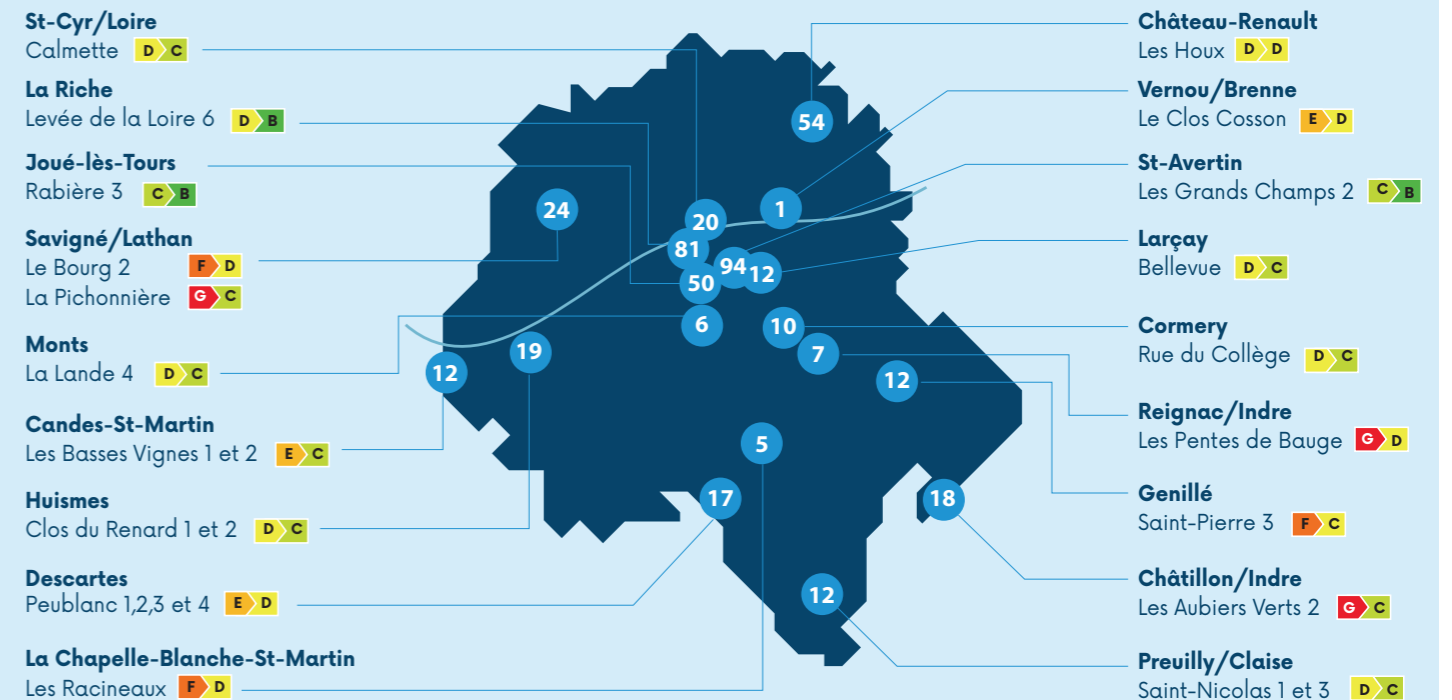 St-Cyr/Loire
Calmette D C
La Riche
Levée de la Loire 6 D B
Joué-lès-Tours
Rabière 3 C B
Savigné/Lathan
Le Bourg 2 F D
La Pichonnière G C
Monts
La Lande 4 D C
Candes-St-Martin
Les Basses Vignes 1 et 2 E C
Huismes
Clos du Renard 1 et 2 D C
Descartes
Peublanc 1,2,3 et 4 E D
La Chapelle-Blanche-St-Martin
Les Racineaux F D
54
24
20
1
81
94
12
50
6
10
19
7
12
12
5
17
18
12
Château-Renault
Les Houx D D
Vernou/Brenne
Le Clos Cosson E D
St-Avertin
Les Grands Champs 2 C B
Larçay
Bellevue D C
Cormery
Rue du Collège D C
Reignac/Indre
Les Pentes de Bauge G D
Genillé
Saint-Pierre 3 F C
Châtillon/Indre
Les Aubiers Verts 2 G C
Preuilly/Claise
Saint-Nicolas 1 et 3 D C